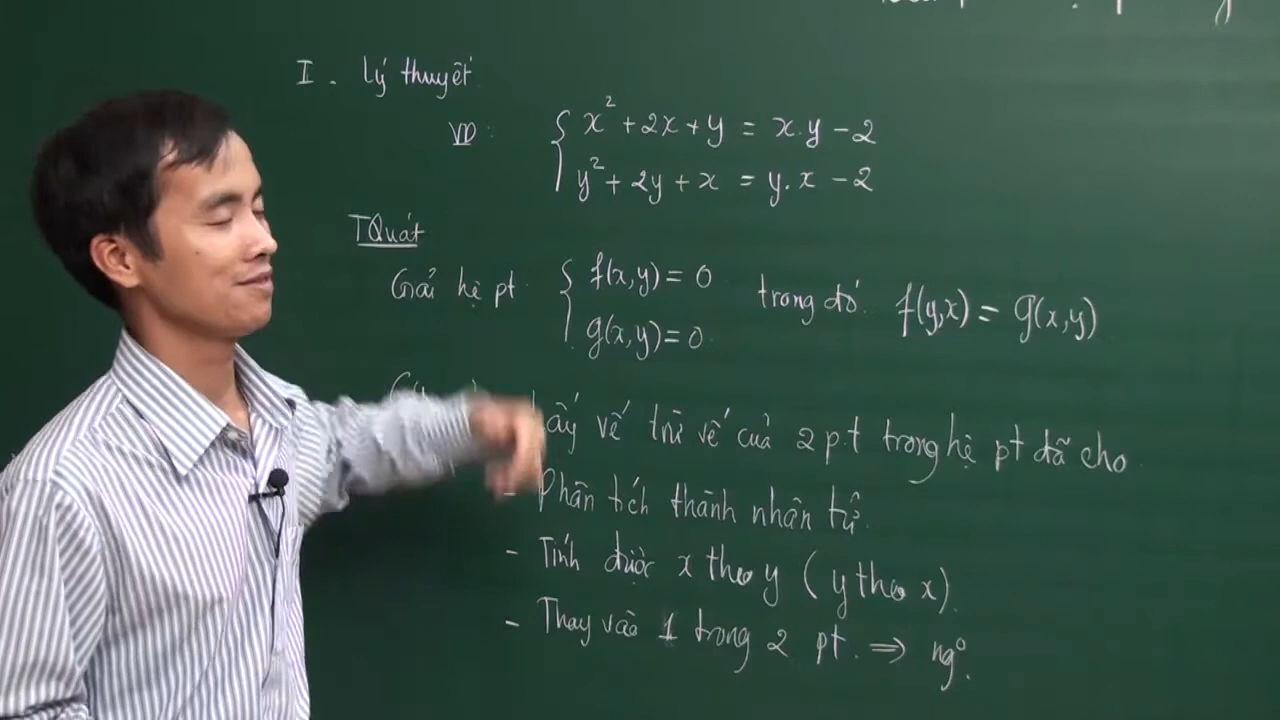 I. Lý thuyết
VD:
x² + 2x + y = x.y - 2
y² + 2y + x = y.x - 2
TQuát
Giải hệ pt { f(x,y) = 0 trong đó f(y,x) = g(x,y)
g(x,y) = 0
vế trừ vế của 2 p.t trong hệ pt đã cho
- Phân tích thành nhân tử.
- Tính được x theo y (y theo x).
- Thay vào 1 trong 2 pt. ⇒ ngº.